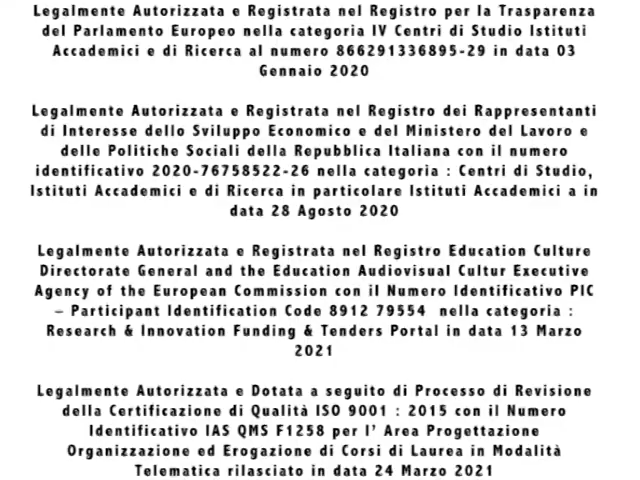 Legalmente Autorizzata e Registrata nel Registro per la Trasparenza
del Parlamento Europeo nella categoria IV Centri di Studio Istituti
Accademici e di Ricerca al numero 866291336895-29 in data 03
Gennaio 2020
Legalmente Autorizzata e Registrata nel Registro dei Rappresentanti
di Interesse dello Sviluppo Economico e del Ministero del Lavoro e
delle Politiche Sociali della Repubblica Italiana con il numero
identificativo 2020-76758522-26 nella categoria : Centri di Studio,
Istituti Accademici e di Ricerca in particolare Istituti Accademici a in
data 28 Agosto 2020
Legalmente Autorizzata e Registrata nel Registro Education Culture
Directorate General and the Education Audiovisual Cultur Executive
Agency of the European Commission con il Numero Identificativo PIC
– Participant Identification Code 8912 79554 nella categoria :
Research & Innovation Funding & Tenders Portal in data 13 Marzo
2021
Legalmente Autorizzata e Dotata a seguito di Processo di Revisione
della Certificazione di Qualità ISO 9001 : 2015 con il Numero
Identificativo IAS QMS F1258 per l’ Area Progettazione
Organizzazione ed Erogazione di Corsi di Laurea in Modalità
Telematica rilasciato in data 24 Marzo 2021